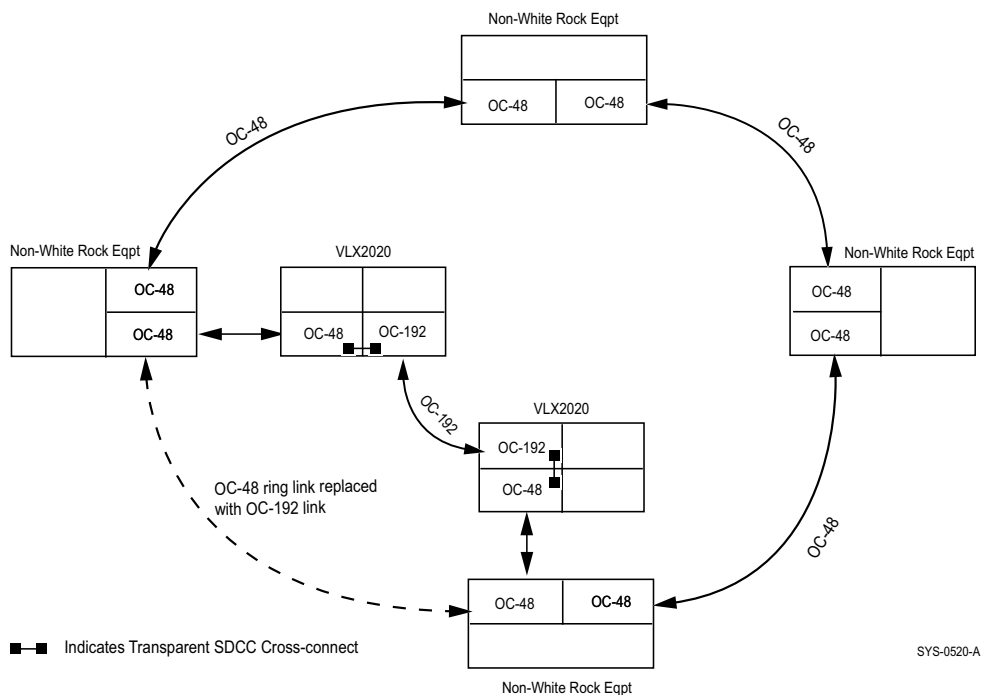 Non-White Rock Eqpt
OC-48
OC-48
OC-48
OC-48
Non-White Rock Eqpt
OC-48
OC-48
VLX2020
OC-48
OC-192
Non-White Rock Eqpt
OC-48
OC-48
OC-192
VLX2020
OC-192
OC-48
OC-48 ring link replaced
with OC-192 link
OC-48
OC-48
OC-48
Non-White Rock Eqpt
Indicates Transparent SDCC Cross-connect
SYS-0520-A